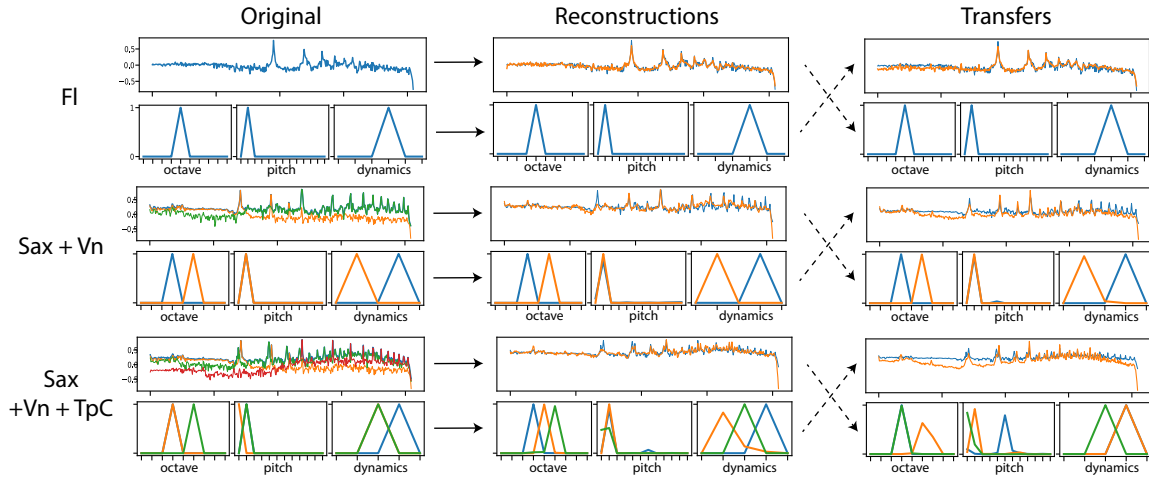 Original Reconstructions Transfers
Fl
0.5
0.0
−0.5
1
0
octave pitch dynamics
octave pitch dynamics
octave pitch dynamics
Sax + Vn
0.5
0.0
−0.5
octave pitch dynamics
octave pitch dynamics
octave pitch dynamics
Sax
+Vn + TpC
0.5
0.0
−0.5
octave pitch dynamics
octave pitch dynamics
octave pitch dynamics